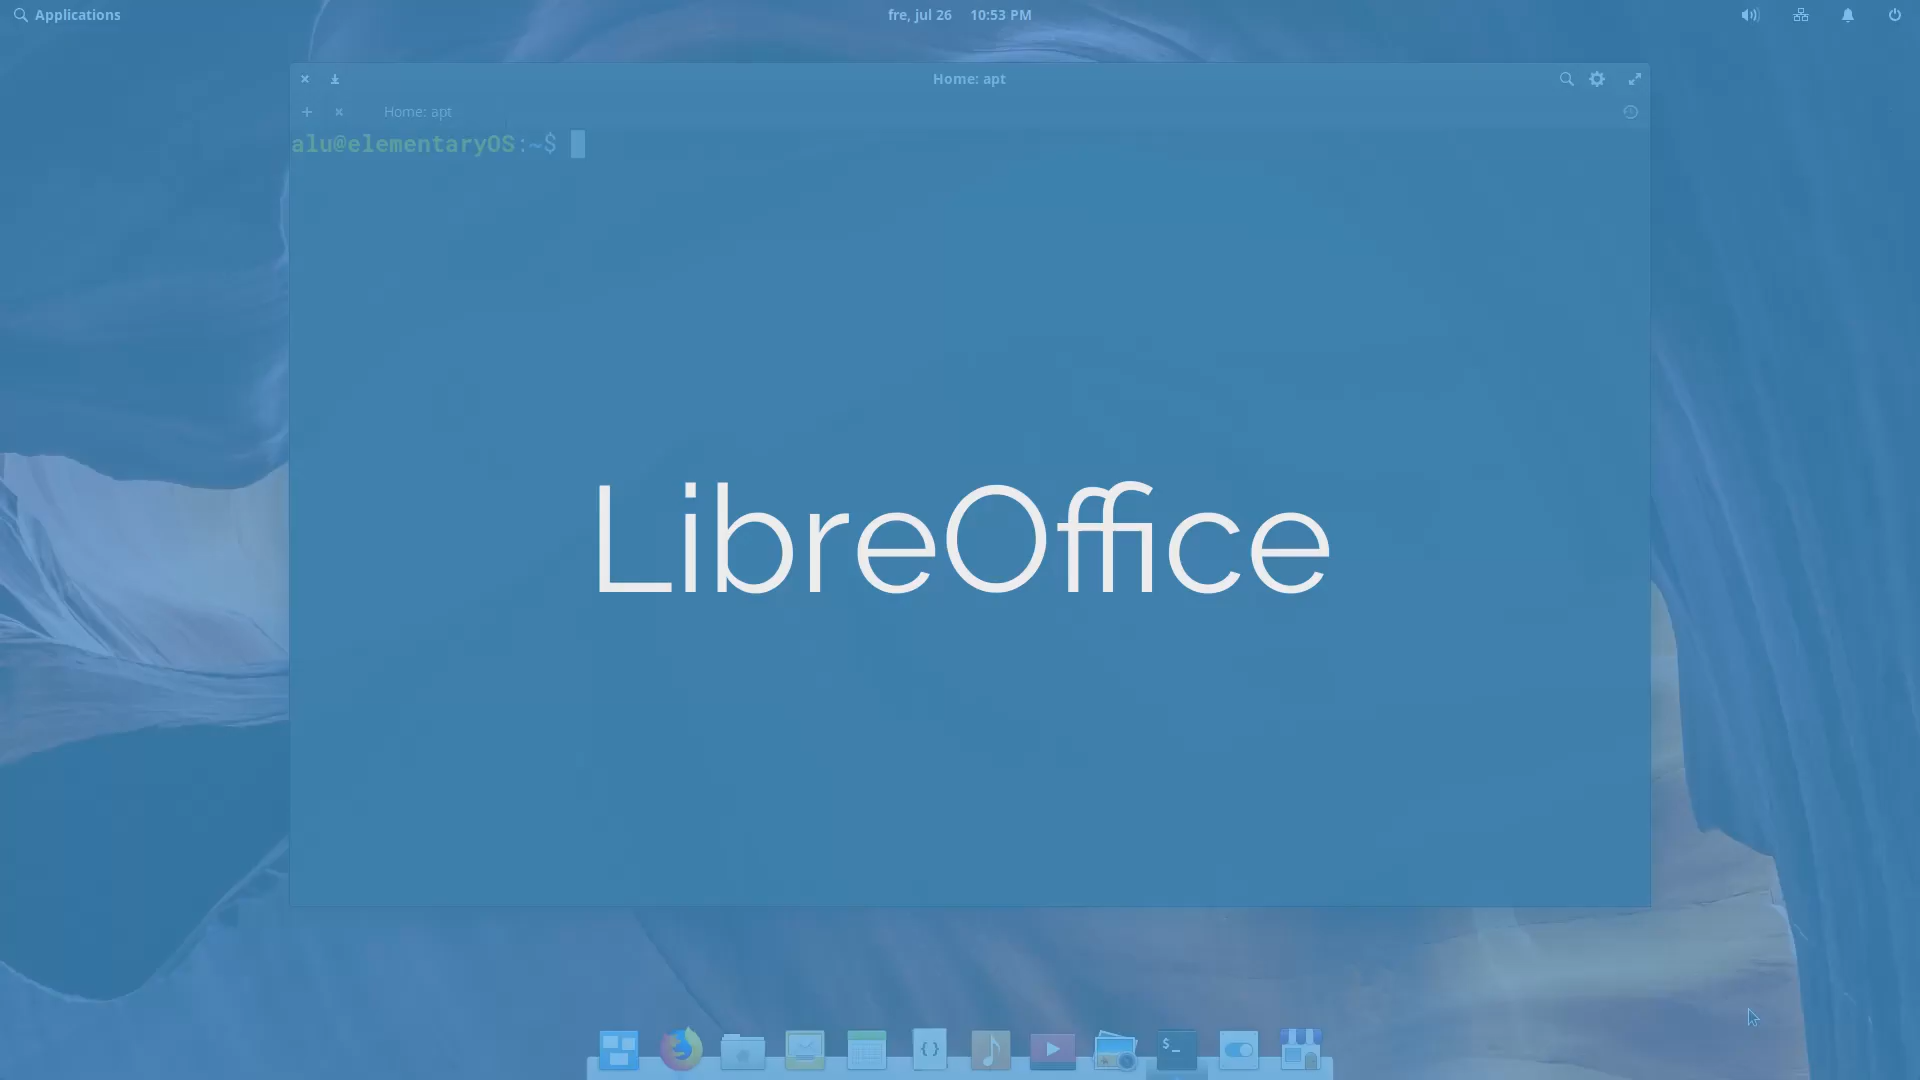 Applications
fre, jul 26 10:53 PM
Home: apt
Home: apt
alu@elementaryOS:~$
LibreOffice
{ }
$_